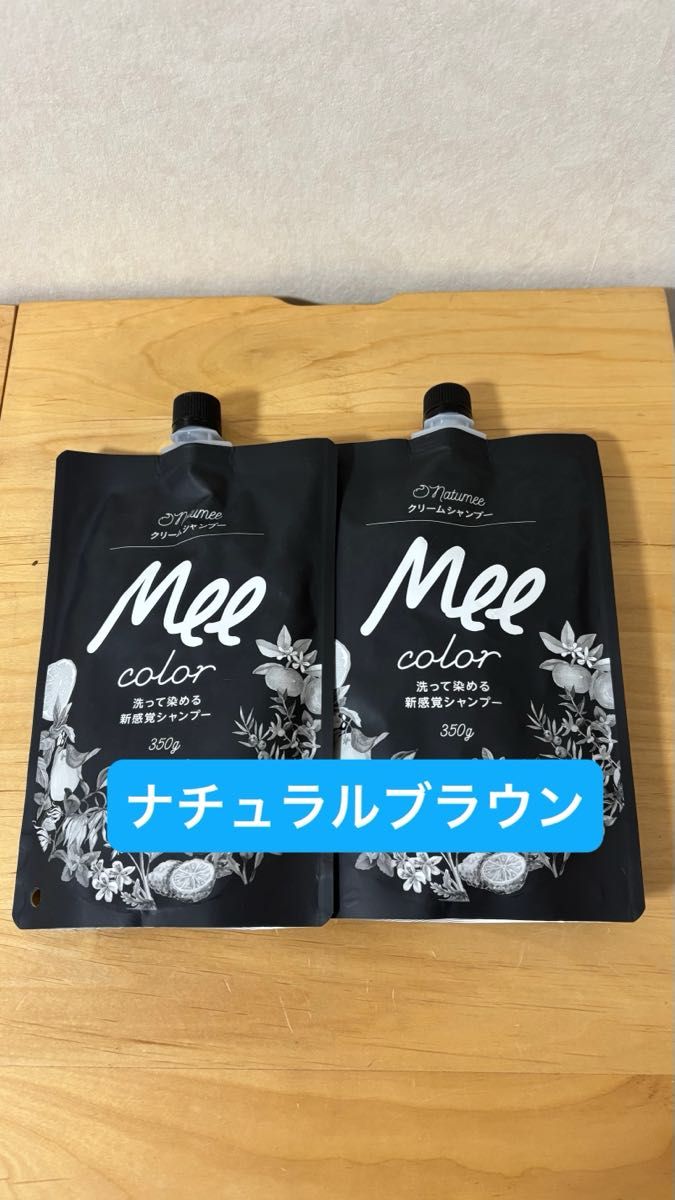 Natumee
クリームシャンプー
Mee
color
洗って染める
新感覚シャンプー
350g
Natumee
クリームシャンプー
Mee
color
洗って染める
新感覚シャンプー
350g
ナチュラルブラウン